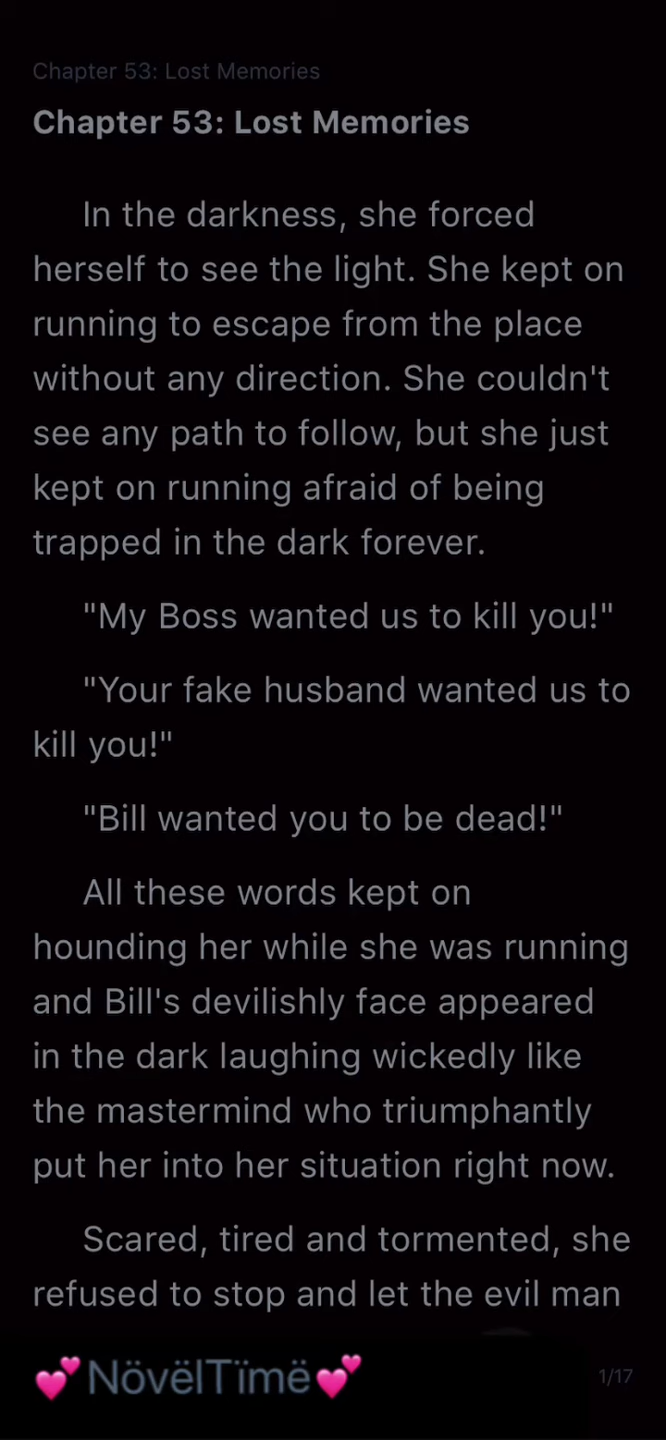 Chapter 53: Lost Memories
Chapter 53: Lost Memories
In the darkness, she forced
herself to see the light. She kept on
running to escape from the place
without any direction. She couldn't
see any path to follow, but she just
kept on running afraid of being
trapped in the dark forever.
"My Boss wanted us to kill you!"
"Your fake husband wanted us to
kill you!"
"Bill wanted you to be dead!"
All these words kept on
hounding her while she was running
and Bill's devilishly face appeared
in the dark laughing wickedly like
the mastermind who triumphantly
put her into her situation right now.
Scared, tired and tormented, she
refused to stop and let the evil man
💕NövëlTïmë💕
1/17